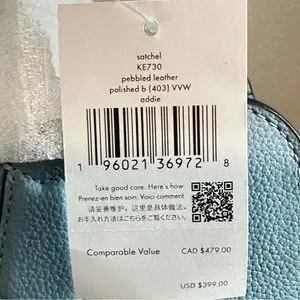 satchel
KE730
pebbled leather
polished b (403) VVW
addie
1 96021 36972 8
Take good care. Here's how:
Prenez-en bien soin: Voici comment
请妥善维护。这里是具体做法。
お手入れ方法はこちらをご覧ください。
Comparable Value CAD $479.00
USD $399.00